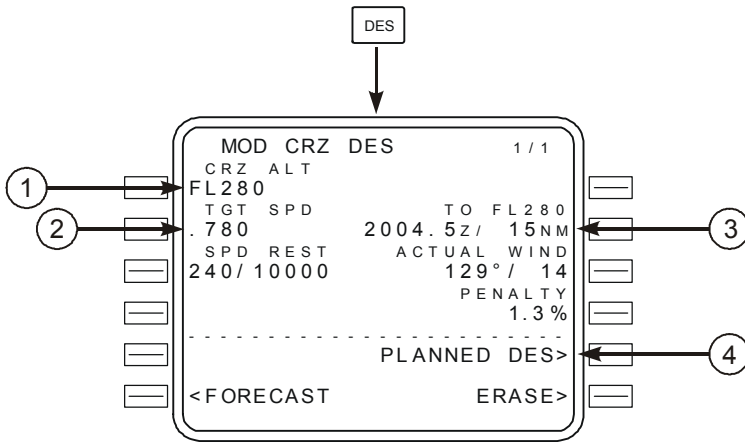 DES
MOD CRZ DES 1/1
CRZ ALT
1 FL280
TGT SPD TO FL280
2 .780 2004.5Z/ 15NM 3
SPD REST ACTUAL WIND
240/10000 129°/ 14
PENALTY
1.3%
- - - - - - - - - - - - - - - - - - - - - - - -
PLANNED DES> 4
<FORECAST ERASE>